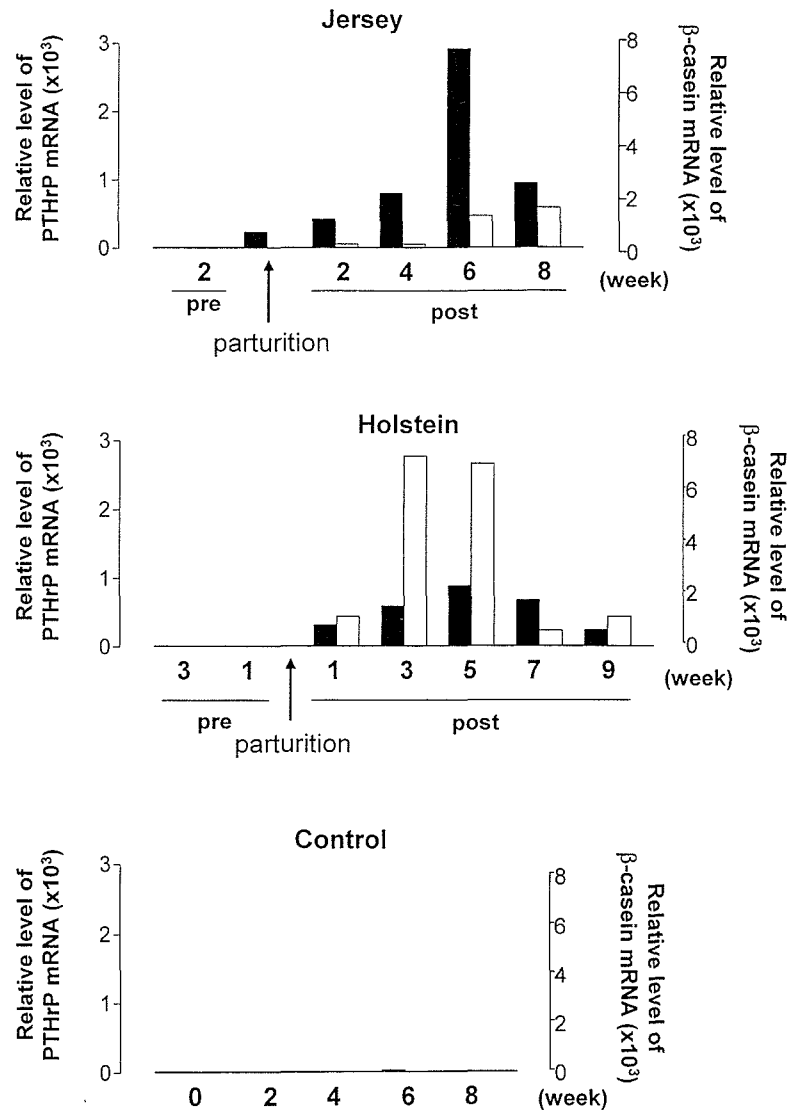 Jersey
Relative level of
PTHrP mRNA (x10³)
3
2
1
0
8
6
4
2
0
Relative level of
β-casein mRNA (x10³)
2
2
4
6
8
(week)
pre
post
parturition
Holstein
Relative level of
PTHrP mRNA (x10³)
3
2
1
0
8
6
4
2
0
Relative level of
β-casein mRNA (x10³)
3
1
1
3
5
7
9
(week)
pre
post
parturition
Control
Relative level of
PTHrP mRNA (x10³)
3
2
1
0
8
6
4
2
0
Relative level of
β-casein mRNA (x10³)
0
2
4
6
8
(week)